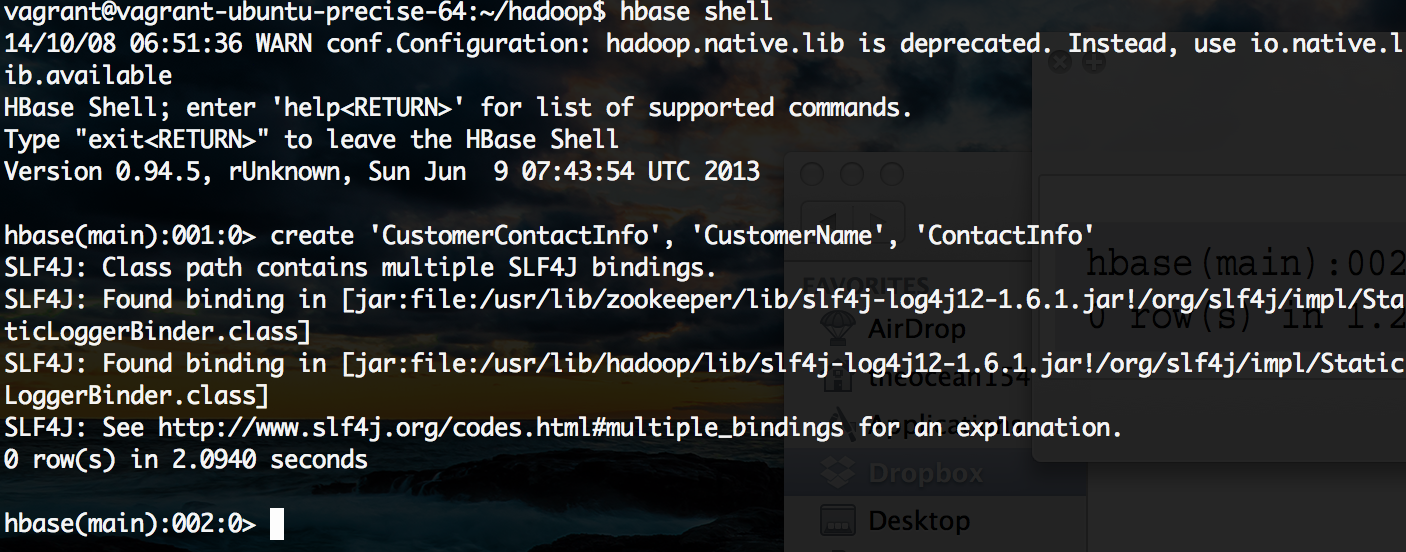 vagrant@vagrant-ubuntu-precise-64:~/hadoop$ hbase shell
14/10/08 06:51:36 WARN conf.Configuration: hadoop.native.lib is deprecated. Instead, use io.native.l
ib.available
HBase Shell; enter 'help<RETURN>' for list of supported commands.
Type "exit<RETURN>" to leave the HBase Shell
Version 0.94.5, rUnknown, Sun Jun  9 07:43:54 UTC 2013
hbase(main):001:0> create 'CustomerContactInfo', 'CustomerName', 'ContactInfo'
SLF4J: Class path contains multiple SLF4J bindings.
SLF4J: Found binding in [jar:file:/usr/lib/zookeeper/lib/slf4j-log4j12-1.6.1.jar!/org/slf4j/impl/Sta
ticLoggerBinder.class]
SLF4J: Found binding in [jar:file:/usr/lib/hadoop/lib/slf4j-log4j12-1.6.1.jar!/org/slf4j/impl/Static
LoggerBinder.class]
SLF4J: See http://www.slf4j.org/codes.html#multiple_bindings for an explanation.
0 row(s) in 2.0940 seconds
hbase(main):002:0>
FAVORITES
AirDrop
theocean154
Applications
Dropbox
Desktop
hbase(main):002
0 row(s) in 1.2